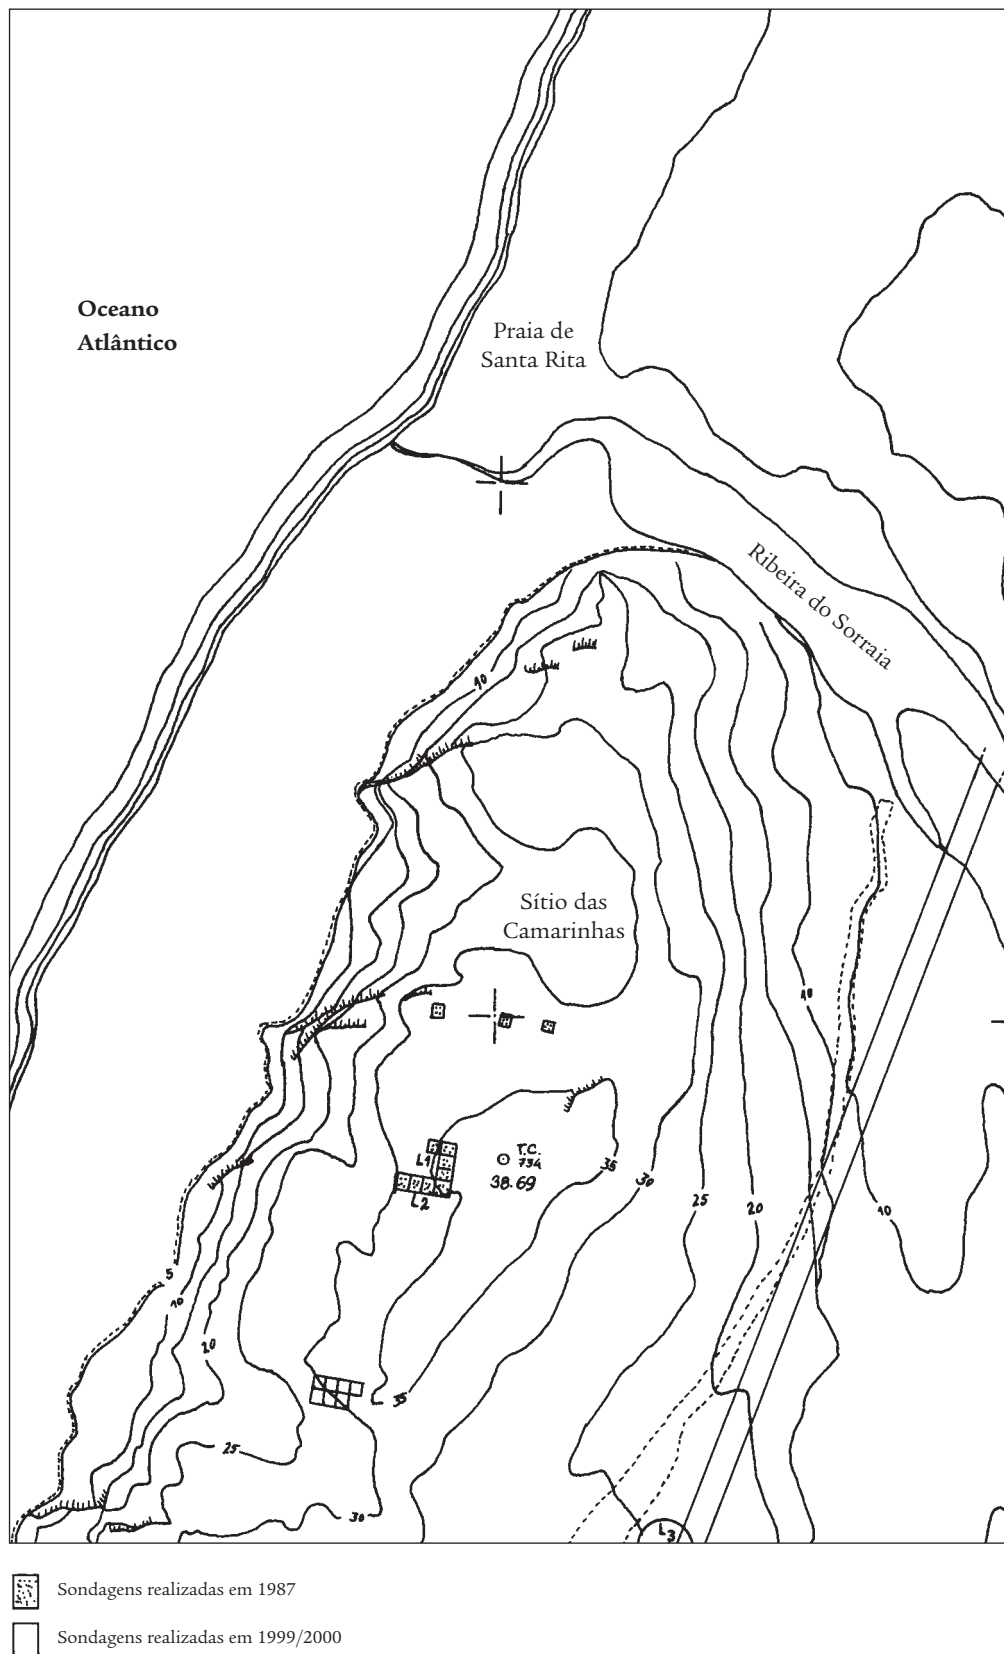 Oceano
Atlântico
Praia de
Santa Rita
Ribeira do Sorraia
10
Sítio das
Camarinhas
10
L1
T.C.
734
38.69
L2
35
30
25
20
10
5
10
20
35
25
30
L3
Sondagens realizadas em 1987
Sondagens realizadas em 1999/2000